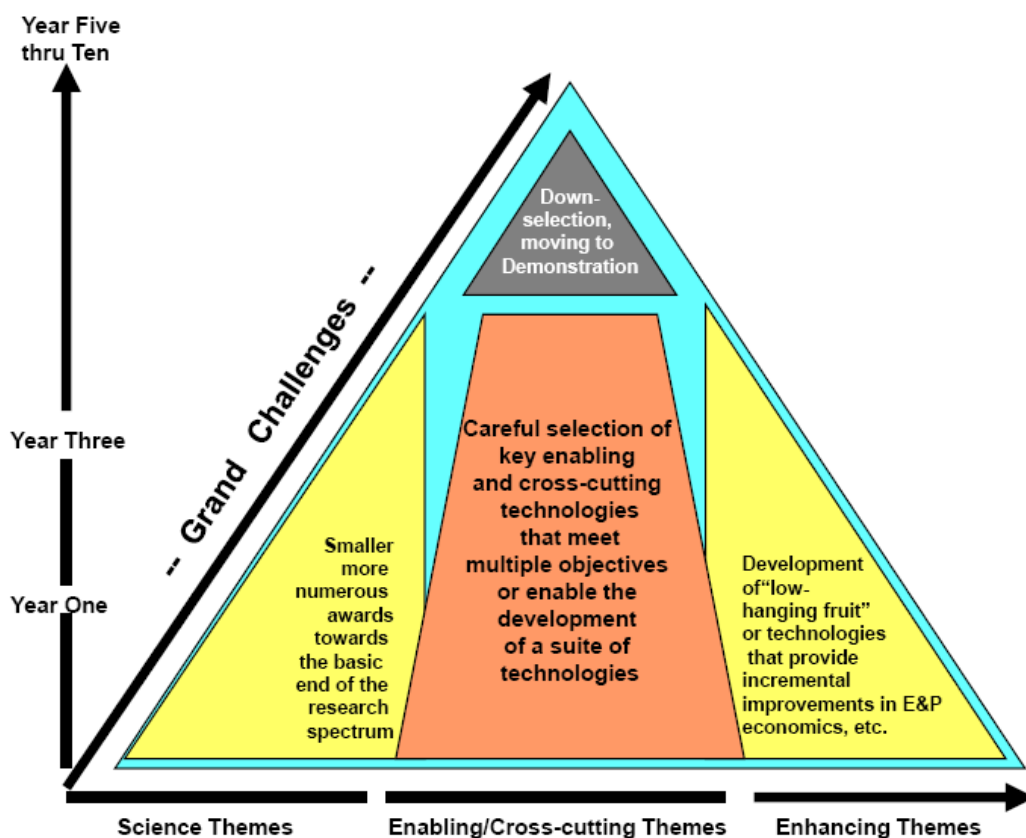 Year Five
thru Ten
Year Three
Year One
-- Grand Challenges --
Down-
selection,
moving to
Demonstration
Careful selection of
key enabling
and cross-cutting
technologies
that meet
multiple objectives
or enable the
development
of a suite of
technologies
Smaller
more
numerous
awards
towards
the basic
end of the
research
spectrum
Development
of“low-
hanging fruit”
or technologies
that provide
incremental
improvements in E&P
economics, etc.
Science Themes
Enabling/Cross-cutting Themes
Enhancing Themes